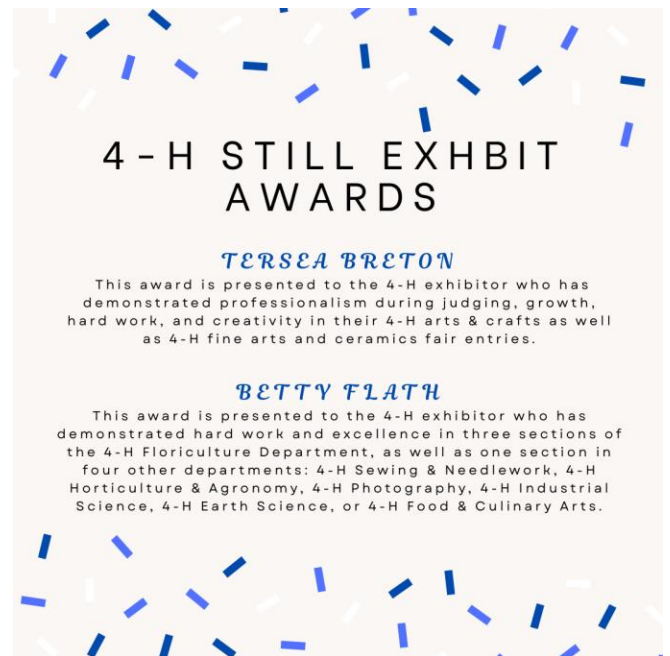 4-H STILL EXHBIT
AWARDS
TERSEA BRETON
This award is presented to the 4-H exhibitor who has
demonstrated professionalism during judging, growth,
hard work, and creativity in their 4-H arts & crafts as well
as 4-H fine arts and ceramics fair entries.
BETTY FLATH
This award is presented to the 4-H exhibitor who has
demonstrated hard work and excellence in three sections of
the 4-H Floriculture Department, as well as one section in
four other departments: 4-H Sewing & Needlework, 4-H
Horticulture & Agronomy, 4-H Photography, 4-H Industrial
Science, 4-H Earth Science, or 4-H Food & Culinary Arts.